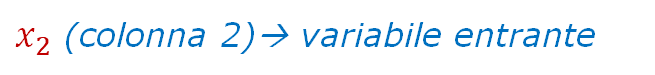 x₂ (colonna 2)→ variabile entrante